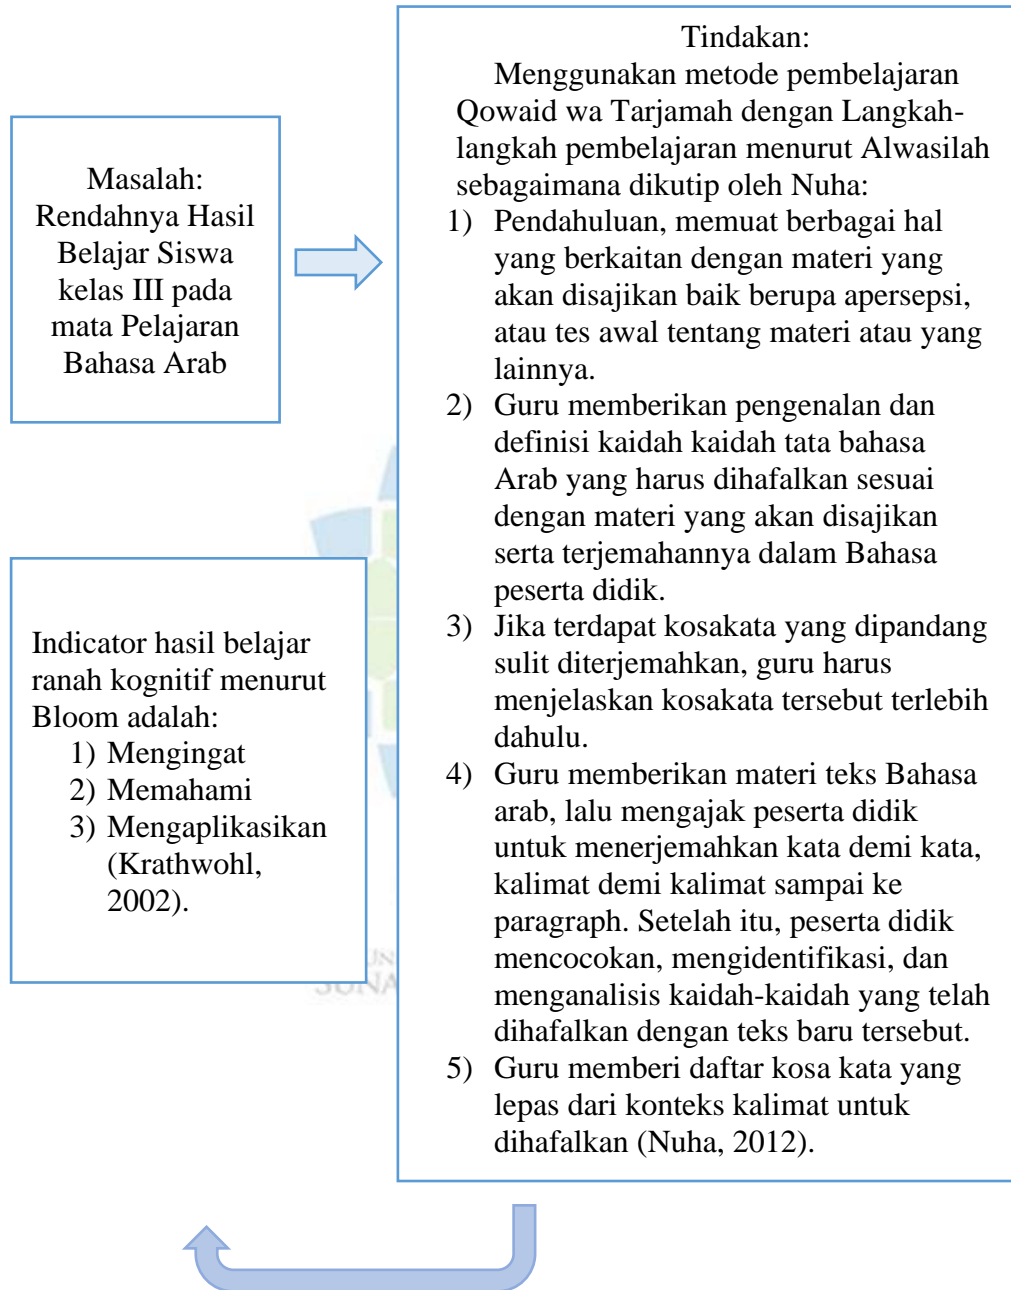 Masalah:
Rendahnya Hasil
Belajar Siswa
kelas III pada
mata Pelajaran
Bahasa Arab
Tindakan:
Menggunakan metode pembelajaran
Qowaid wa Tarjamah dengan Langkah-
langkah pembelajaran menurut Alwasilah
sebagaimana dikutip oleh Nuha:
1) Pendahuluan, memuat berbagai hal
yang berkaitan dengan materi yang
akan disajikan baik berupa apersepsi,
atau tes awal tentang materi atau yang
lainnya.
2) Guru memberikan pengenalan dan
definisi kaidah kaidah tata bahasa
Arab yang harus dihafalkan sesuai
dengan materi yang akan disajikan
serta terjemahannya dalam Bahasa
peserta didik.
3) Jika terdapat kosakata yang dipandang
sulit diterjemahkan, guru harus
menjelaskan kosakata tersebut terlebih
dahulu.
4) Guru memberikan materi teks Bahasa
arab, lalu mengajak peserta didik
untuk menerjemahkan kata demi kata,
kalimat demi kalimat sampai ke
paragraph. Setelah itu, peserta didik
mencocokan, mengidentifikasi, dan
menganalisis kaidah-kaidah yang telah
dihafalkan dengan teks baru tersebut.
5) Guru memberi daftar kosa kata yang
lepas dari konteks kalimat untuk
dihafalkan (Nuha, 2012).
Indicator hasil belajar
ranah kognitif menurut
Bloom adalah:
1) Mengingat
2) Memahami
3) Mengaplikasikan
(Krathwohl,
2002).